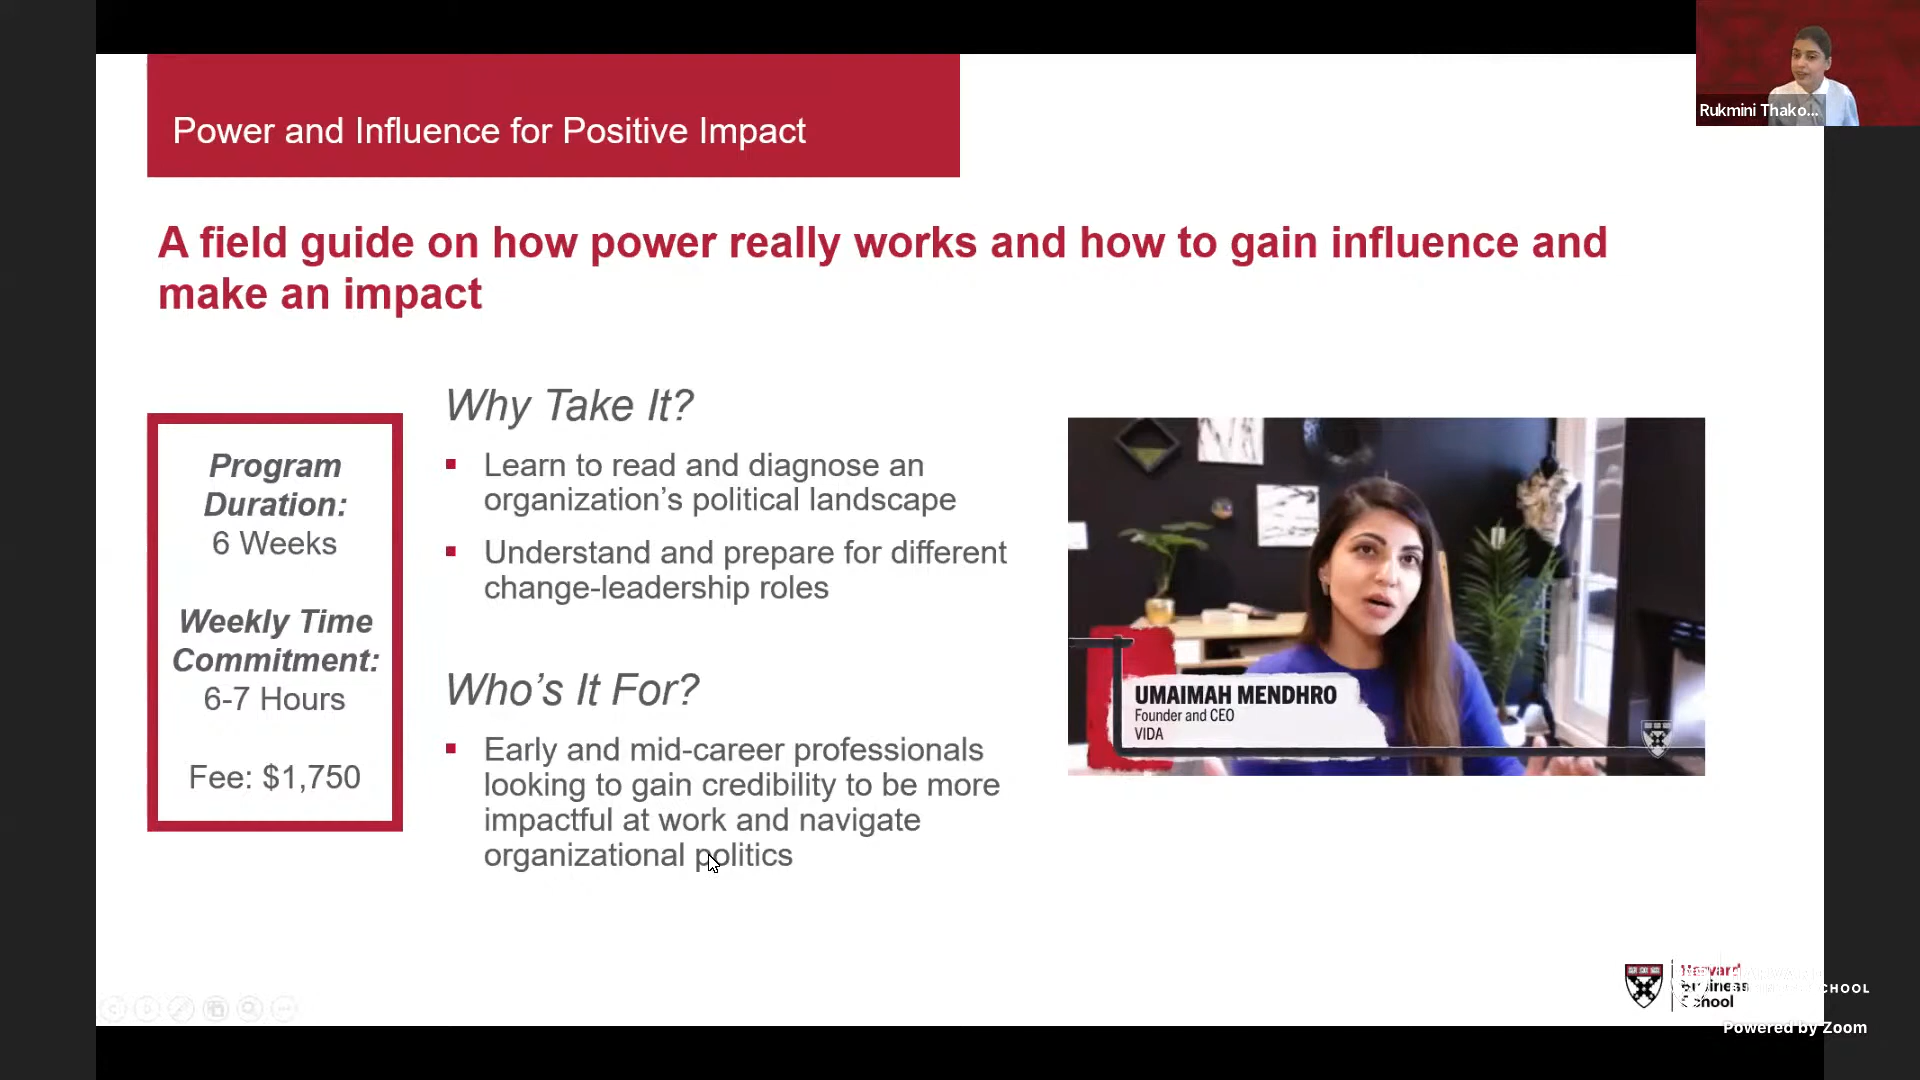 Rukmini Thako...
Power and Influence for Positive Impact
A field guide on how power really works and how to gain influence and
make an impact
Program
Duration:
6 Weeks
Weekly Time
Commitment:
6-7 Hours
Fee: $1,750
Why Take It?
▪ Learn to read and diagnose an
organization’s political landscape
▪ Understand and prepare for different
change-leadership roles
Who’s It For?
▪ Early and mid-career professionals
looking to gain credibility to be more
impactful at work and navigate
organizational politics
UMAIMAH MENDHRO
Founder and CEO
VIDA
Harvard
Business
School
SCHOOL
Powered by Zoom